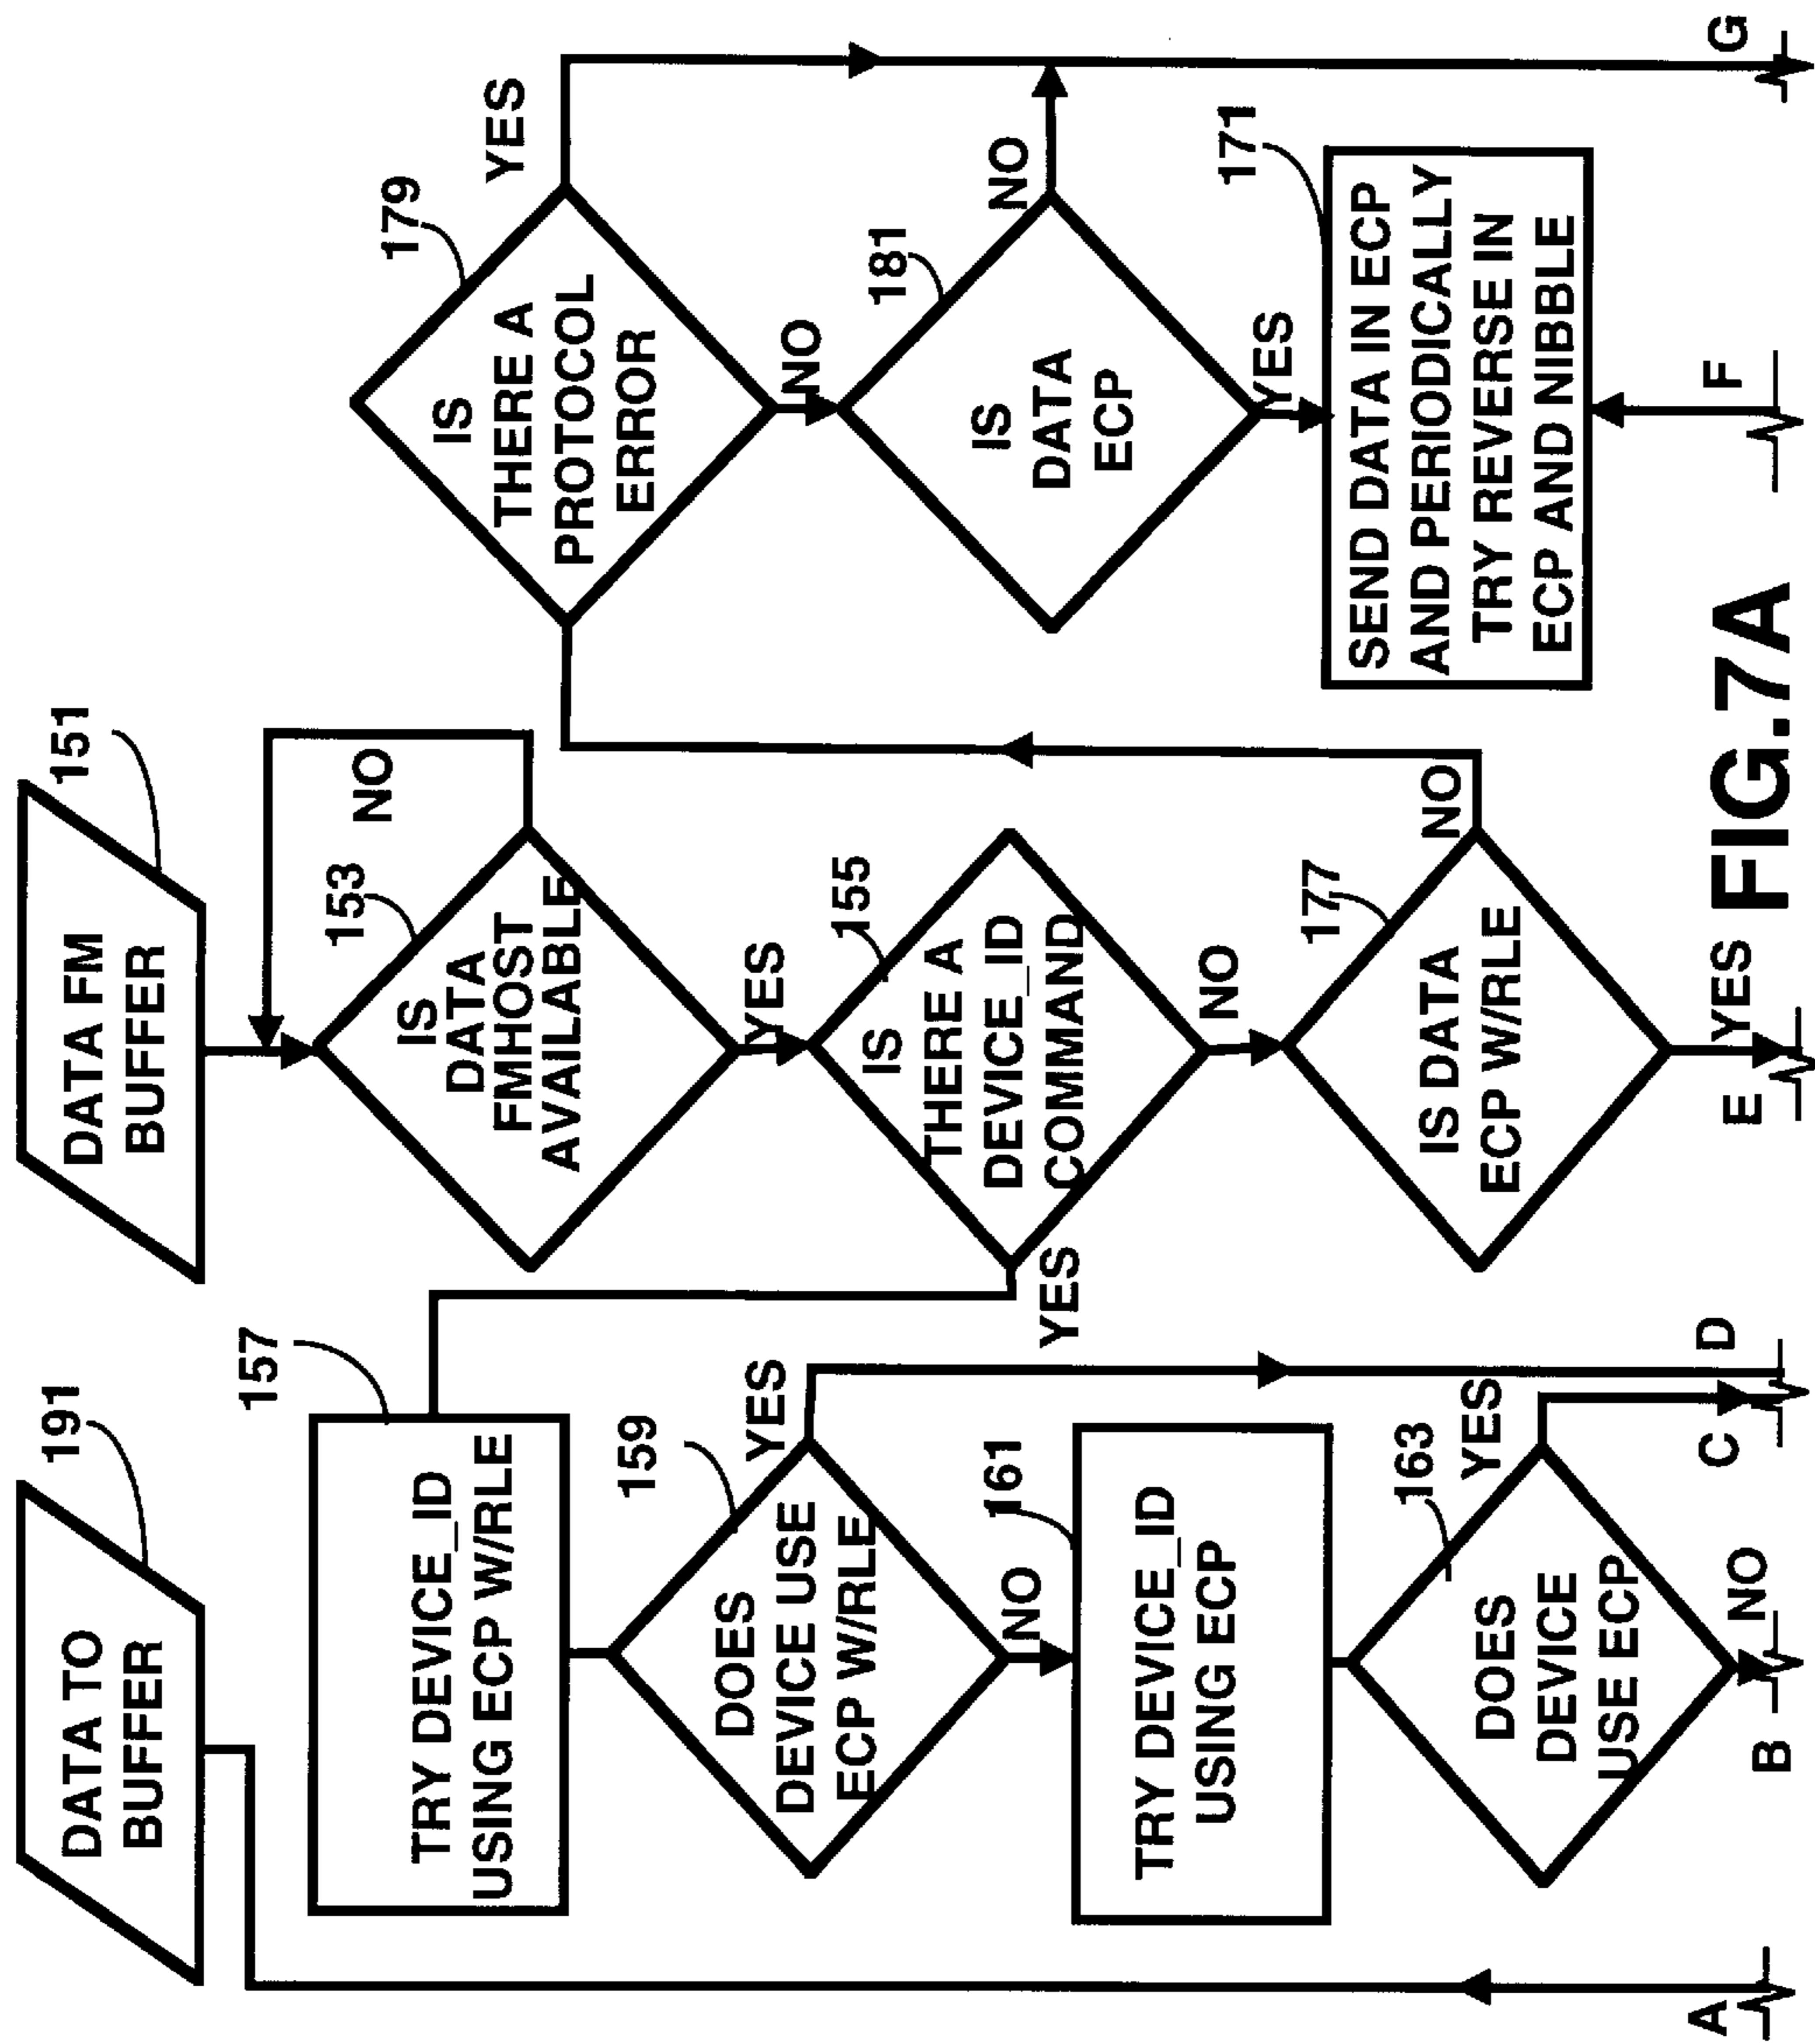 DATA TO
BUFFER
191
TRY DEVICE_ID
USING ECP W/RLE
157
DOES
DEVICE USE
ECP W/RLE
159
YES
NO
TRY DEVICE_ID
USING ECP
161
DOES
DEVICE
USE ECP
163
YES
NO
A
B
C
D
DATA FM
BUFFER
151
IS
DATA
FMHOST
AVAILABLE
153
NO
YES
IS
THERE A
DEVICE_ID
COMMAND
155
YES
NO
IS DATA
ECP W/RLE
177
NO
YES
E
IS
THERE A
PROTOCOL
ERROR
179
YES
NO
IS
DATA
ECP
181
NO
YES
SEND DATA IN ECP
AND PERIODICALLY
TRY REVERSE IN
ECP AND NIBBLE
171
F
G
FIG.7A